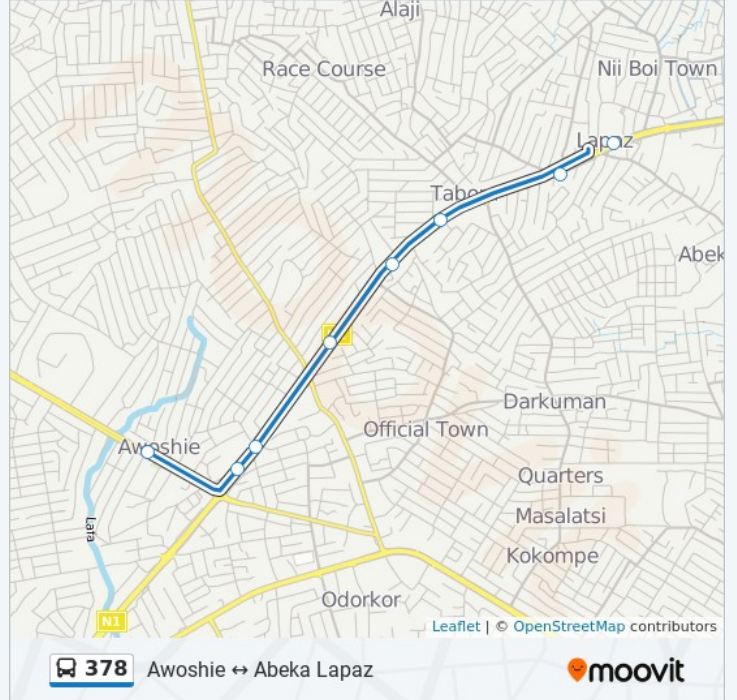 Alaji
Race Course
Nii Boi Town
Lapaz
Abek
Darkuman
Awoshie
Official Town
Quarters
Masalatsi
Lafa
Kokompe
Odorkor
N1
Leaflet | © OpenStreetMap contributors
378 Awoshie ↔ Abeka Lapaz
moovit